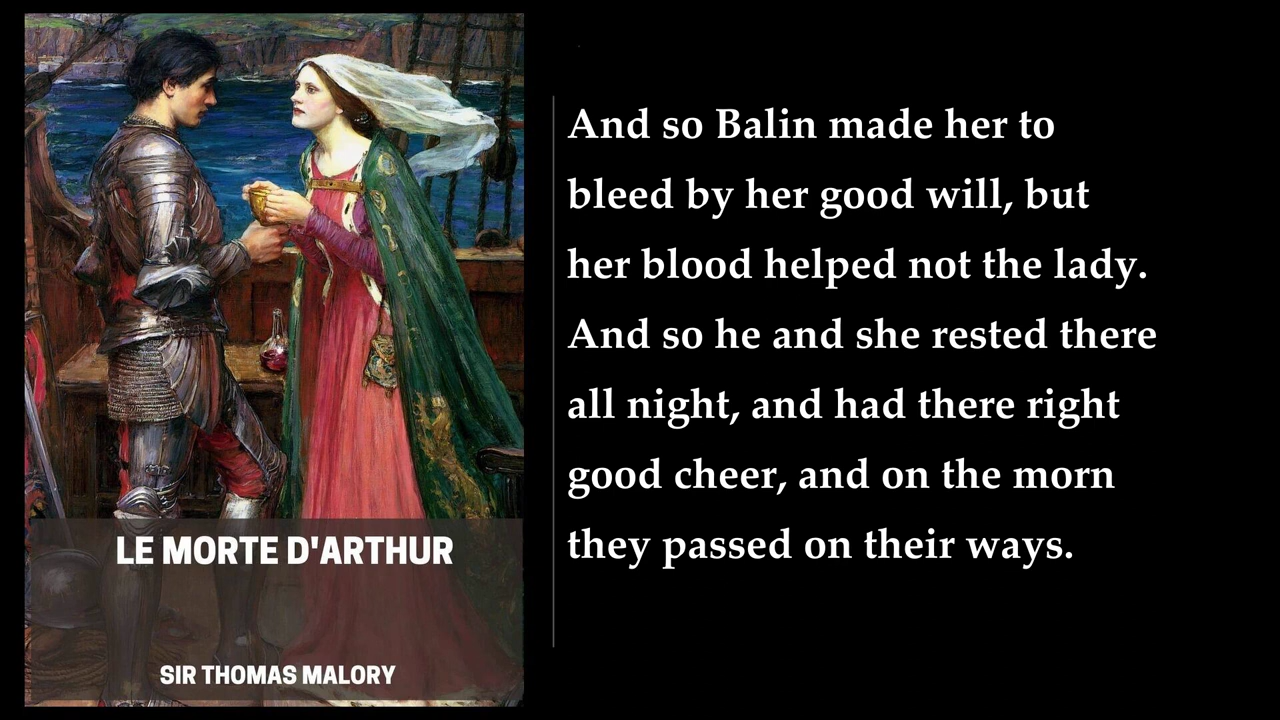 LE MORTE D'ARTHUR
SIR THOMAS MALORY
And so Balin made her to
bleed by her good will, but
her blood helped not the lady.
And so he and she rested there
all night, and had there right
good cheer, and on the morn
they passed on their ways.